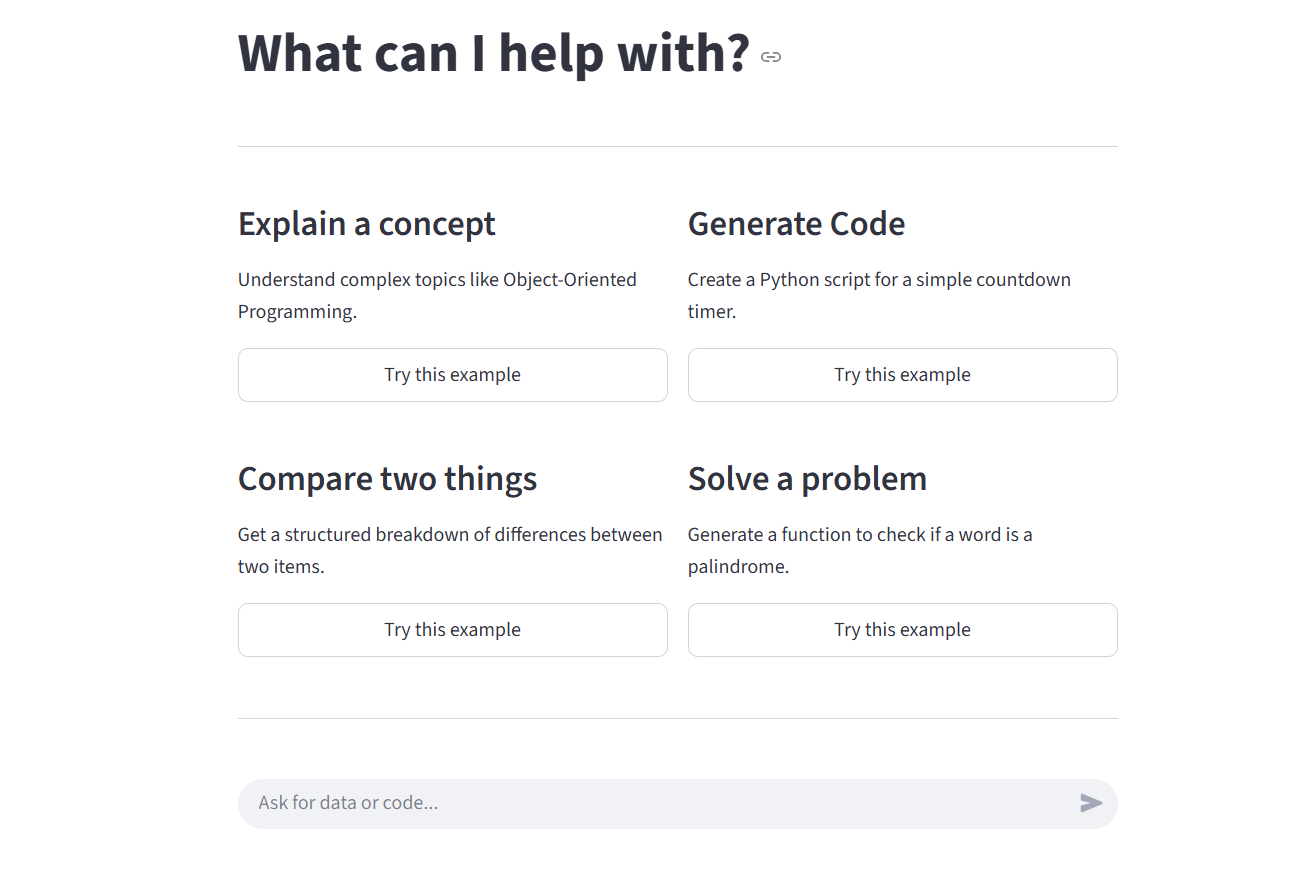 What can I help with?
Explain a concept
Understand complex topics like Object-Oriented
Programming.
Try this example
Generate Code
Create a Python script for a simple countdown
timer.
Try this example
Compare two things
Get a structured breakdown of differences between
two items.
Try this example
Solve a problem
Generate a function to check if a word is a
palindrome.
Try this example
Ask for data or code...